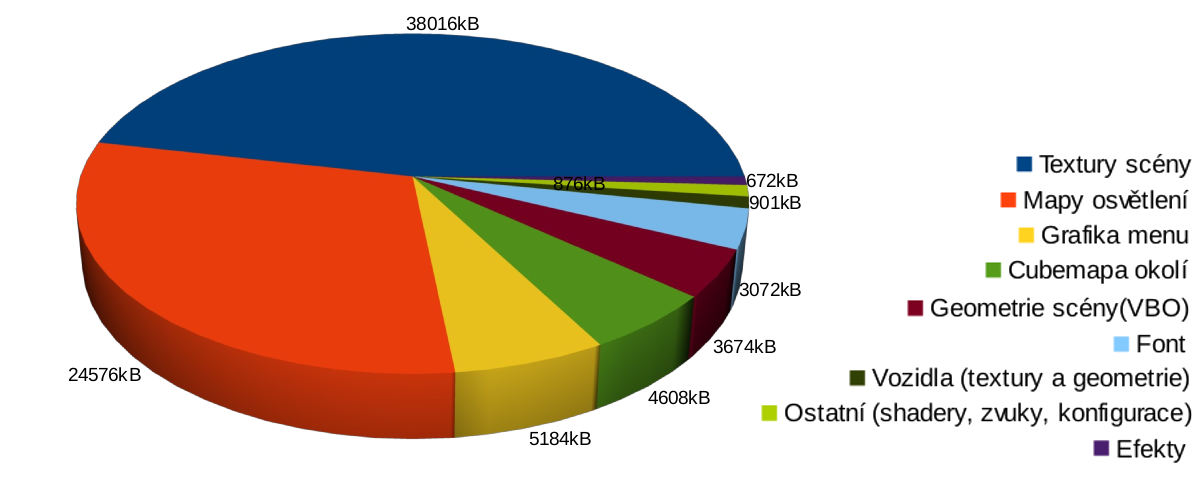 38016kB
876kB
672kB
901kB
3072kB
3674kB
4608kB
5184kB
24576kB
Textury scény
Mapy osvětlení
Grafika menu
Cubemapa okolí
Geometrie scény(VBO)
Font
Vozidla (textury a geometrie)
Ostatní (shadery, zvuky, konfigurace)
Efekty